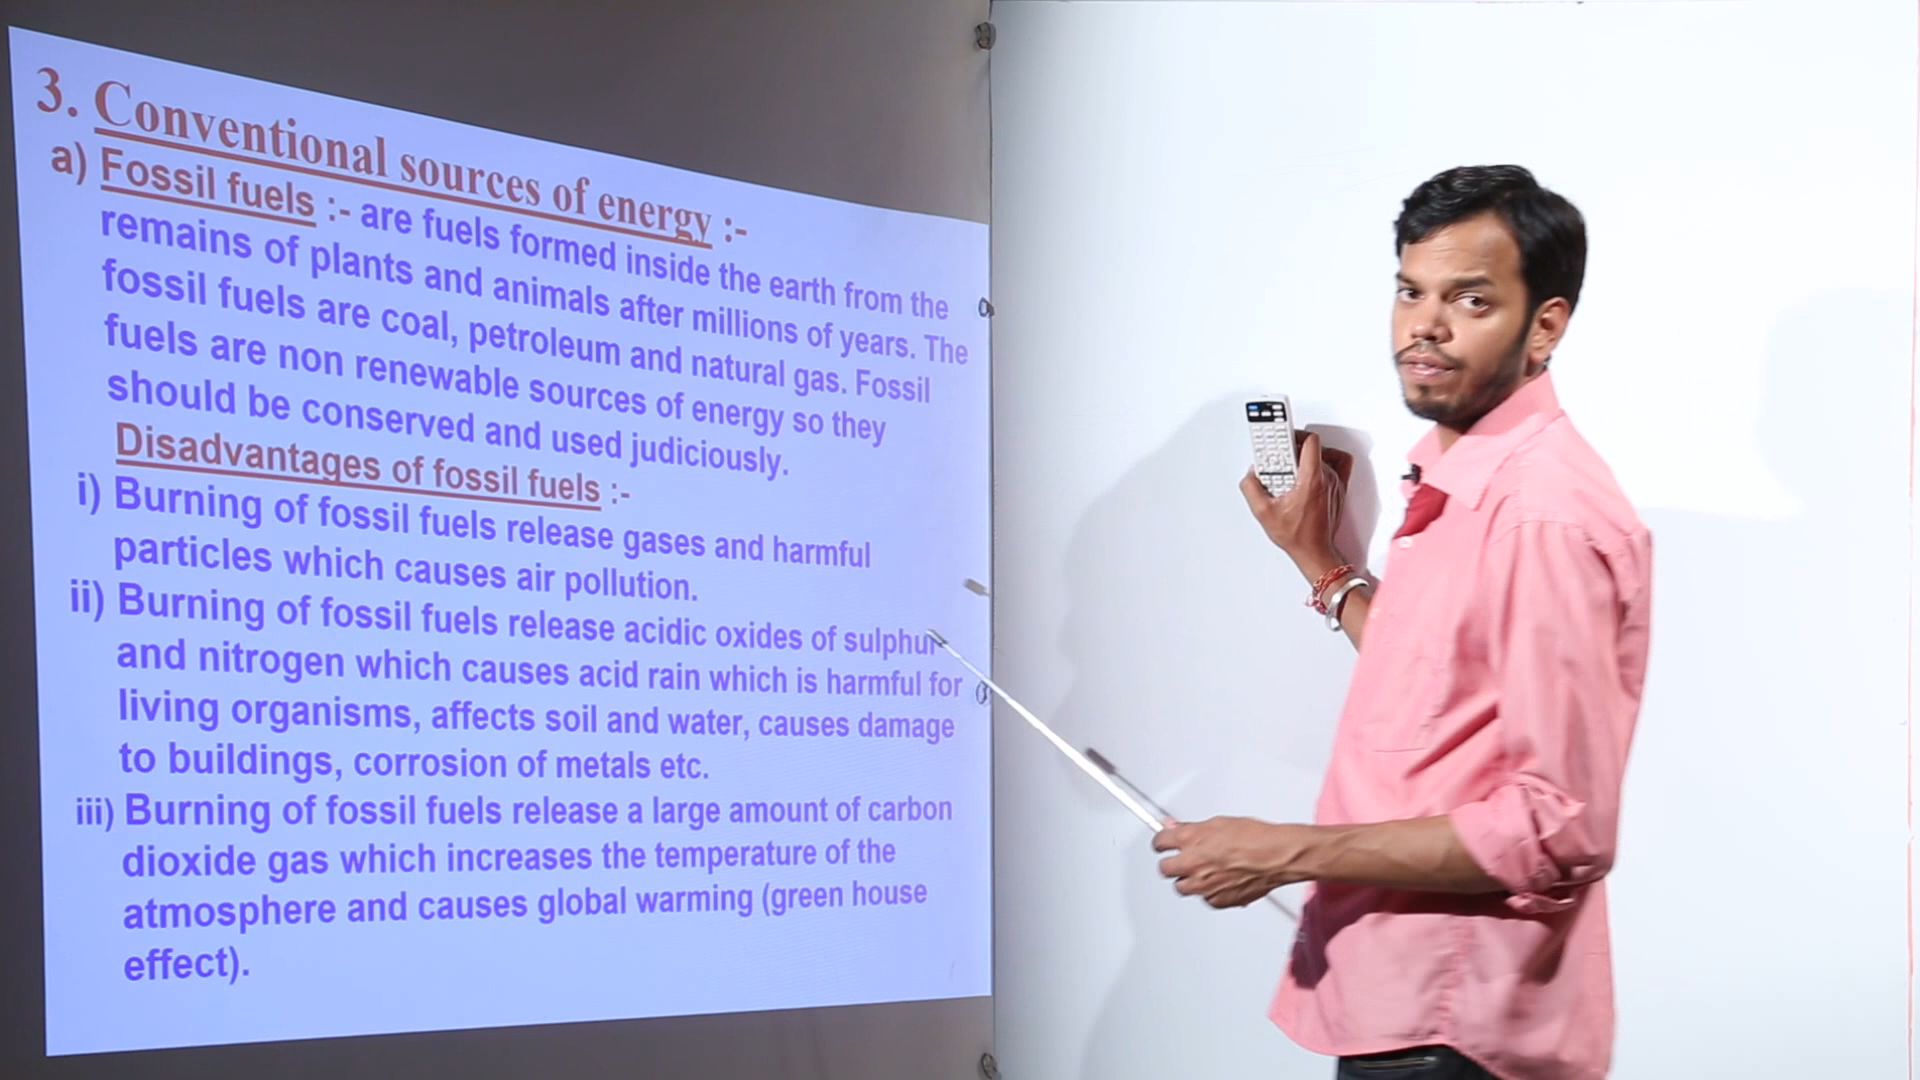 3. Conventional sources of energy :-
a) Fossil fuels :- are fuels formed inside the earth from the
remains of plants and animals after millions of years. The
fossil fuels are coal, petroleum and natural gas. Fossil
fuels are non renewable sources of energy so they
should be conserved and used judiciously.
Disadvantages of fossil fuels :-
i) Burning of fossil fuels release gases and harmful
particles which causes air pollution.
ii) Burning of fossil fuels release acidic oxides of sulphur
and nitrogen which causes acid rain which is harmful for
living organisms, affects soil and water, causes damage
to buildings, corrosion of metals etc.
iii) Burning of fossil fuels release a large amount of carbon
dioxide gas which increases the temperature of the
atmosphere and causes global warming (green house
effect).